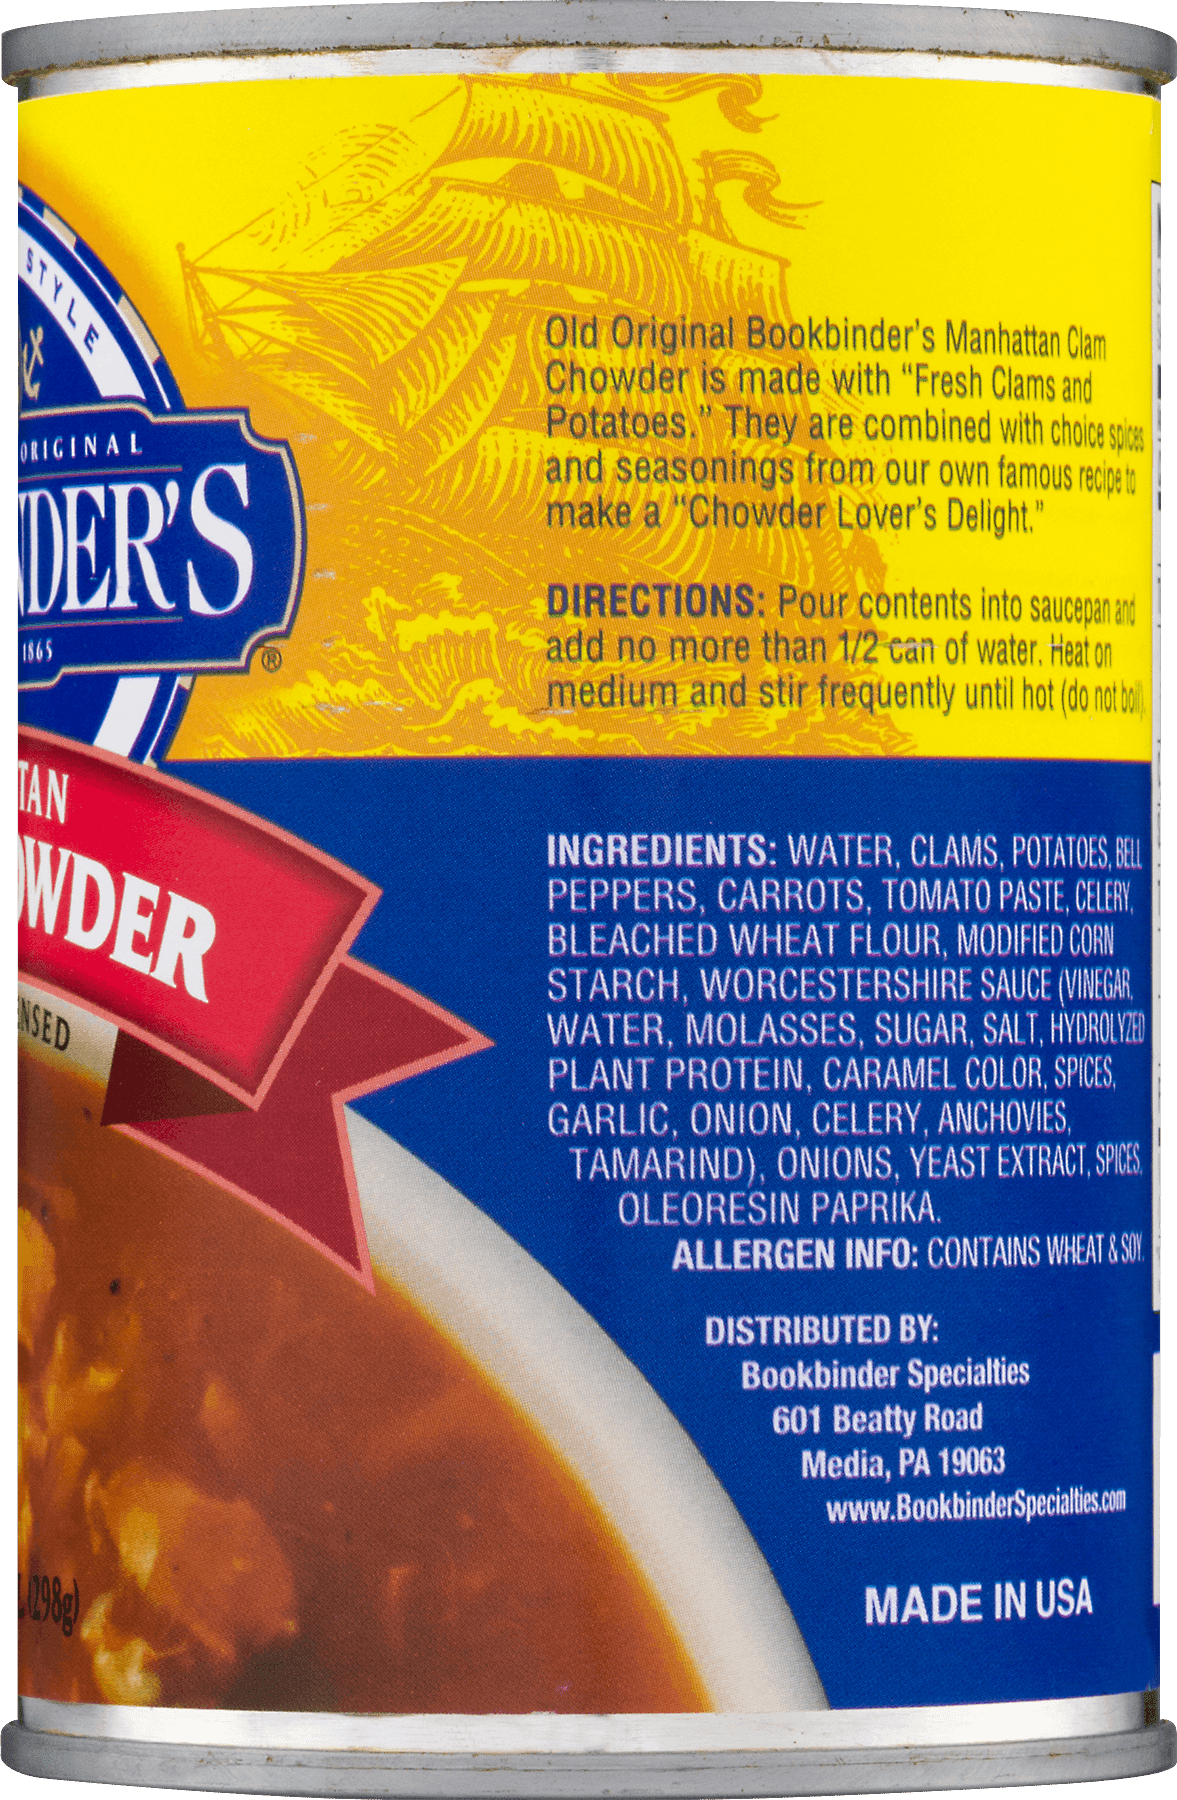 STYLE
ORIGINAL
NDER'S
1865
®
TAN
OWDER
NSED
(298g)
Old Original Bookbinder's Manhattan Clam
Chowder is made with "Fresh Clams and
Potatoes." They are combined with choice spices
and seasonings from our own famous recipe to
make a "Chowder Lover's Delight."
DIRECTIONS: Pour contents into saucepan and
add no more than 1/2 can of water. Heat on
medium and stir frequently until hot (do not boil).
INGREDIENTS: WATER, CLAMS, POTATOES, BELL
PEPPERS, CARROTS, TOMATO PASTE, CELERY,
BLEACHED WHEAT FLOUR, MODIFIED CORN
STARCH, WORCESTERSHIRE SAUCE (VINEGAR,
WATER, MOLASSES, SUGAR, SALT, HYDROLYZED
PLANT PROTEIN, CARAMEL COLOR, SPICES,
GARLIC, ONION, CELERY, ANCHOVIES,
TAMARIND), ONIONS, YEAST EXTRACT, SPICES,
OLEORESIN PAPRIKA.
ALLERGEN INFO: CONTAINS WHEAT & SOY.
DISTRIBUTED BY:
Bookbinder Specialties
601 Beatty Road
Media, PA 19063
www.BookbinderSpecialties.com
MADE IN USA